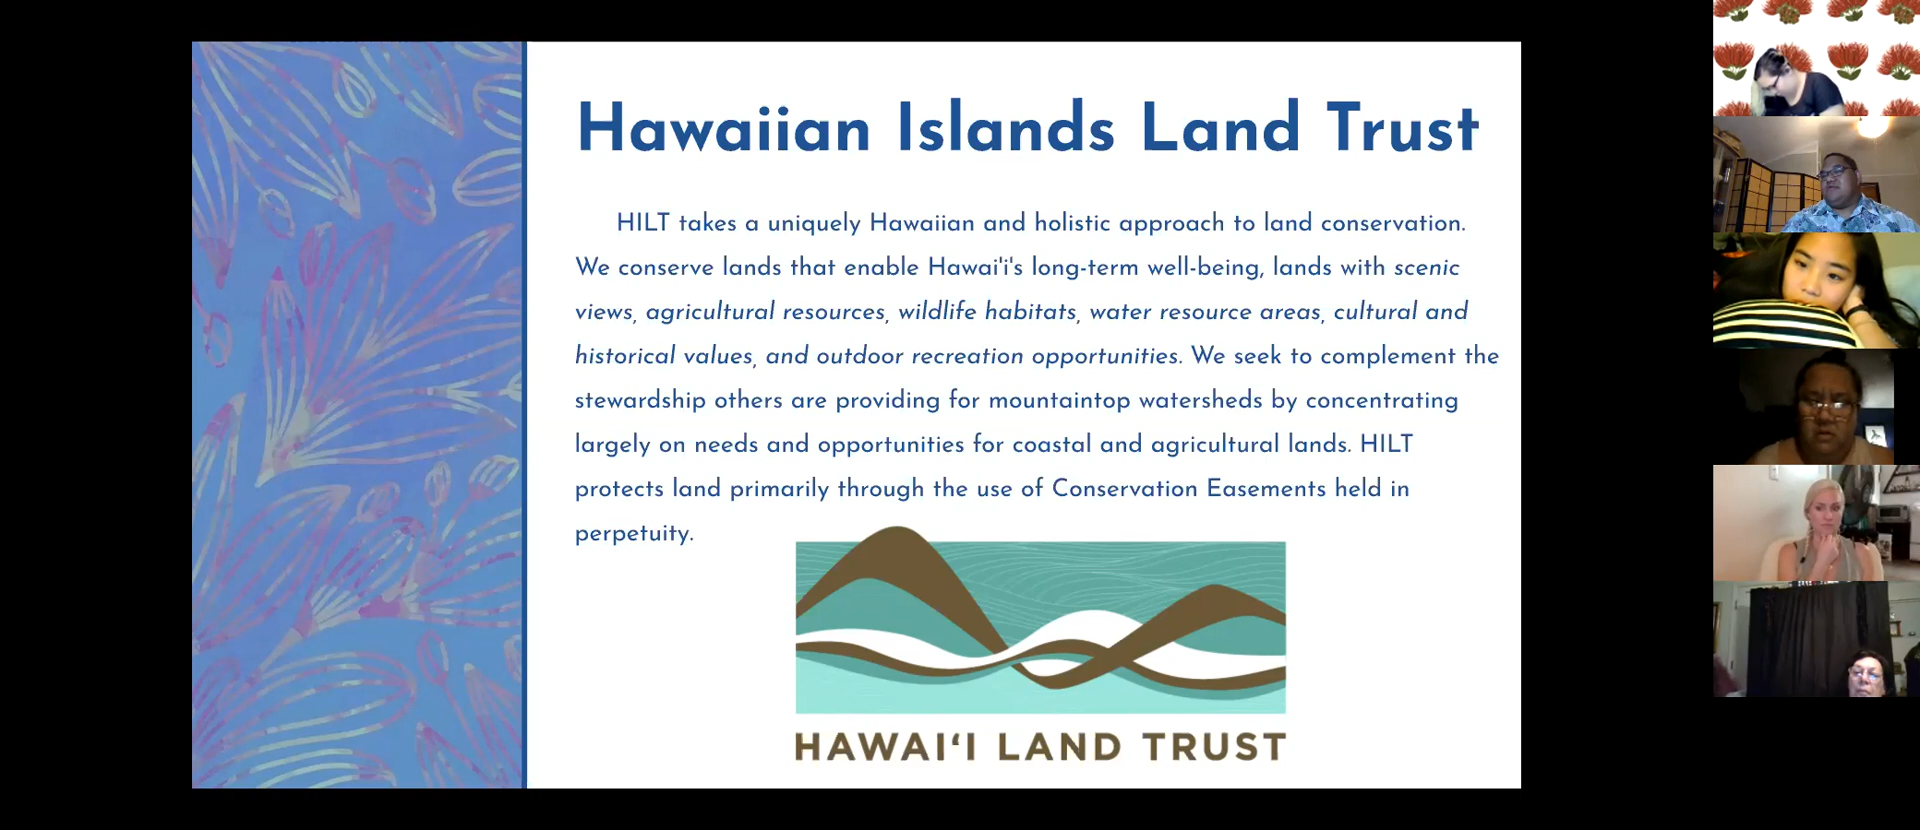 Hawaiian Islands Land Trust
HILT takes a uniquely Hawaiian and holistic approach to land conservation.
We conserve lands that enable Hawai'i's long-term well-being, lands with scenic
views, agricultural resources, wildlife habitats, water resource areas, cultural and
historical values, and outdoor recreation opportunities. We seek to complement the
stewardship others are providing for mountaintop watersheds by concentrating
largely on needs and opportunities for coastal and agricultural lands. HILT
protects land primarily through the use of Conservation Easements held in
perpetuity.
HAWAIʻI LAND TRUST